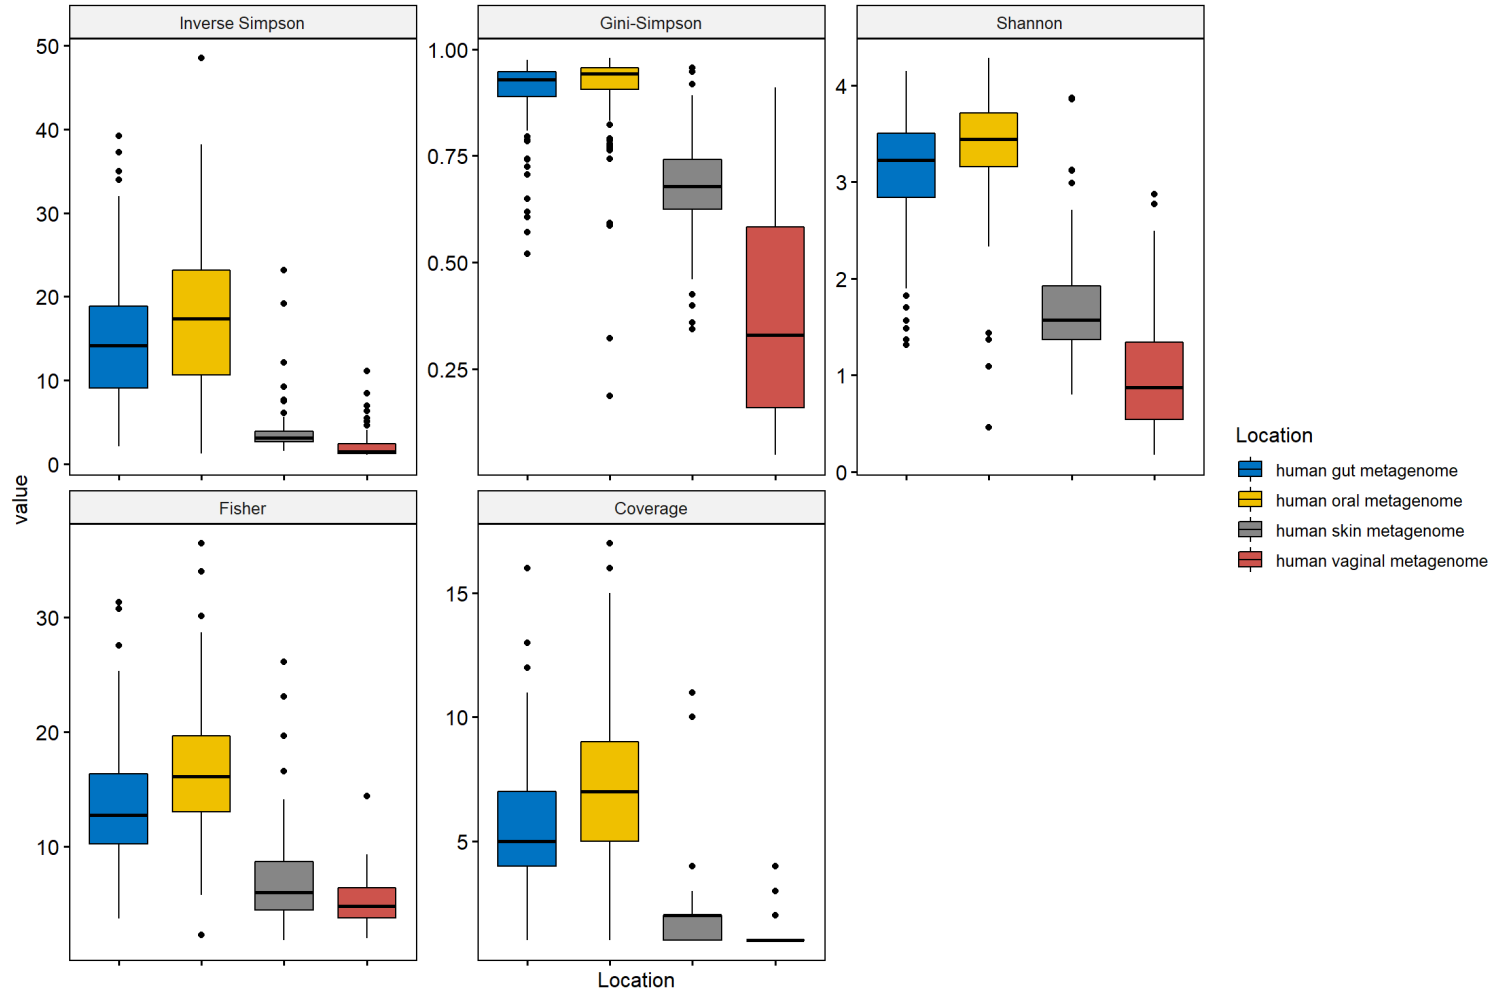 Inverse Simpson
Gini-Simpson
Shannon
50
40
30
20
10
0
1.00
0.75
0.50
0.25
4
3
2
1
0
Fisher
Coverage
30
20
10
15
10
5
value
Location
Location
human gut metagenome
human oral metagenome
human skin metagenome
human vaginal metagenome